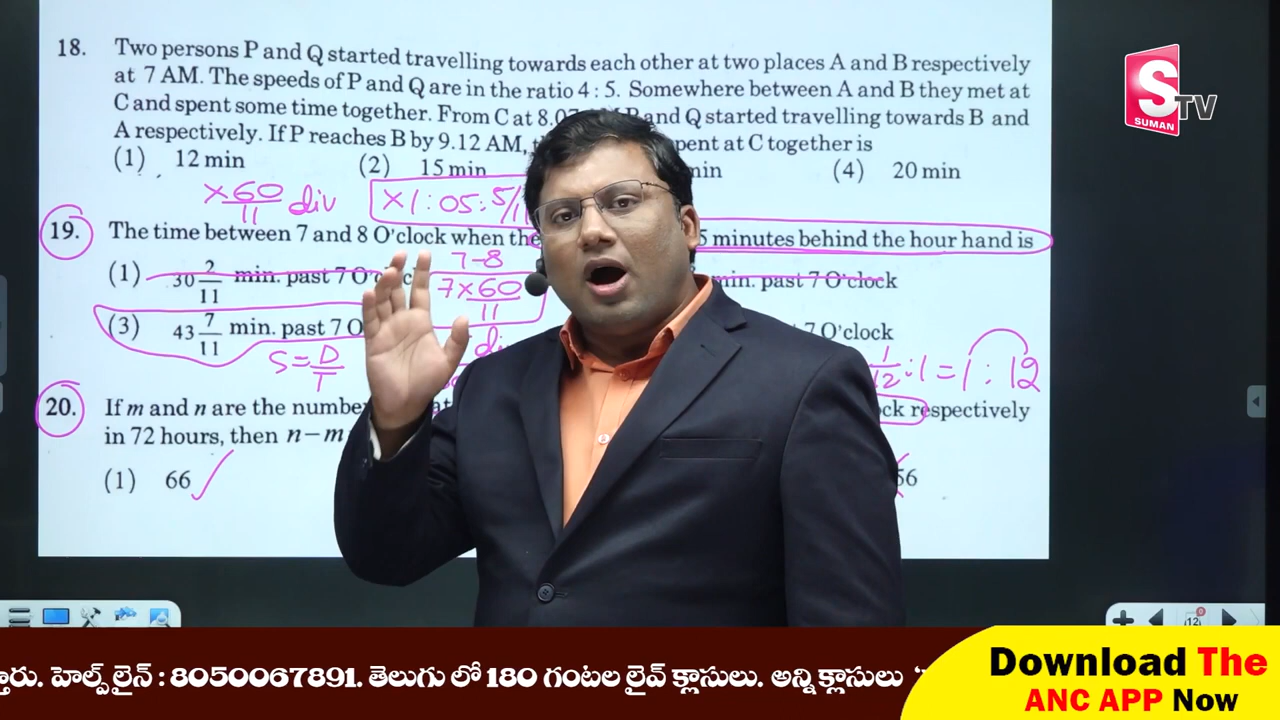 18. Two persons P and Q started travelling towards each other at two places A and B respectively
at 7 AM. The speeds of P and Q are in the ratio 4 : 5. Somewhere between A and B they met at
C and spent some time together. From C at and Q started travelling towards B and
A respectively. If P reaches B by 9.12 AM, spent at C together is
(1) 12 min (2) 15 min min (4) 20 min
×60/11 div ×1:05:5/11
19. The time between 7 and 8 O'clock when the 5 minutes behind the hour hand is
7-8
(1) 30 2/11 min. past 7 O'clock min. past 7 O'clock
7×60/11
(3) 43 7/11 min. past 7 O 7 O'clock
S=D/T 1/12:1=1:12
20. If m and n are the number respectively
in 72 hours, then n–m
(1) 66 56
S TV
SUMAN
తారు. హెల్ప్ లైన్ : 8050067891. తెలుగు లో 180 గంటల లైవ్ క్లాసులు. అన్ని క్లాసులు '
Download The
ANC APP Now